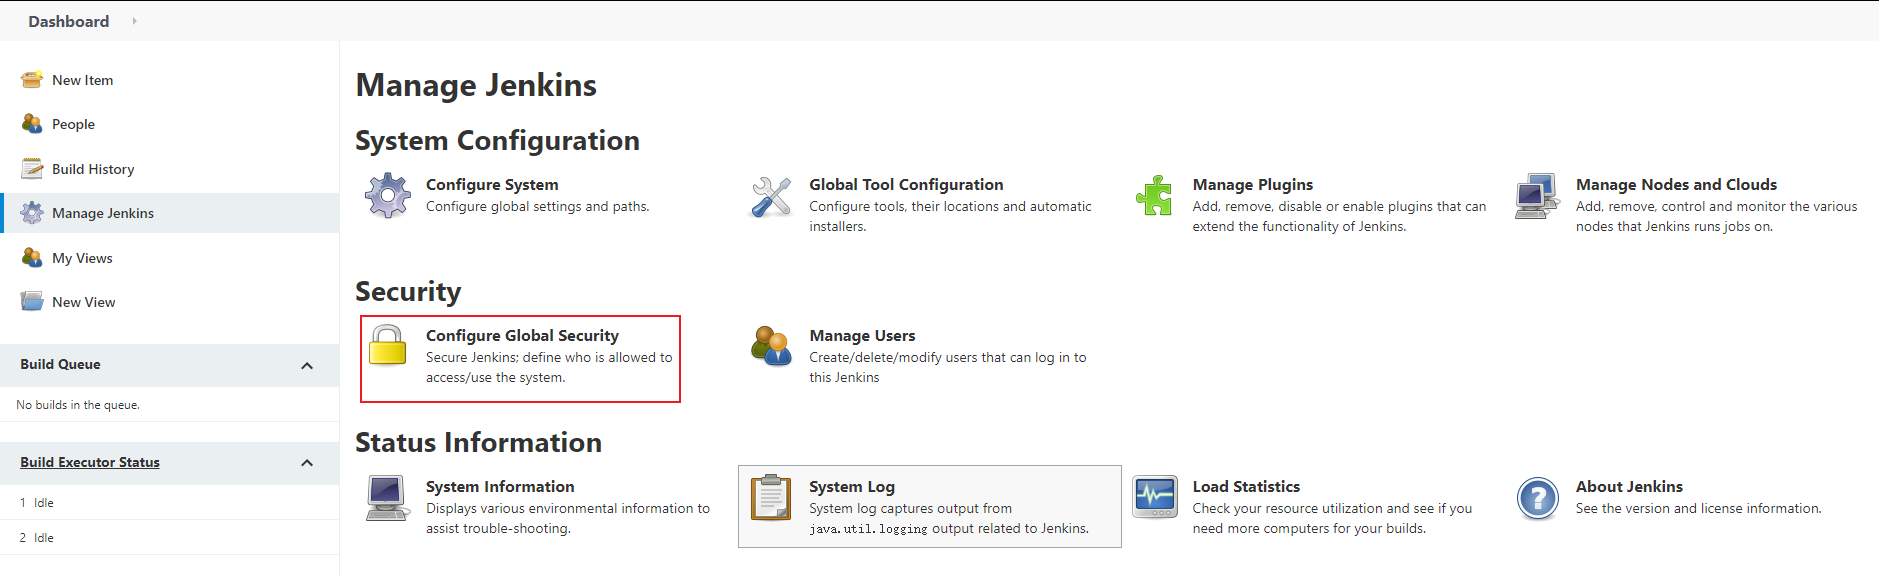 Dashboard
New Item
People
Build History
Manage Jenkins
My Views
New View
Build Queue
No builds in the queue.
Build Executor Status
1 Idle
2 Idle
Manage Jenkins
System Configuration
Configure System
Configure global settings and paths.
Global Tool Configuration
Configure tools, their locations and automatic
installers.
Manage Plugins
Add, remove, disable or enable plugins that can
extend the functionality of Jenkins.
Manage Nodes and Clouds
Add, remove, control and monitor the various
nodes that Jenkins runs jobs on.
Security
Configure Global Security
Secure Jenkins; define who is allowed to
access/use the system.
Manage Users
Create/delete/modify users that can log in to
this Jenkins
Status Information
System Information
Displays various environmental information to
assist trouble-shooting.
System Log
System log captures output from
java.util.logging output related to Jenkins.
Load Statistics
Check your resource utilization and see if you
need more computers for your builds.
About Jenkins
See the version and license information.